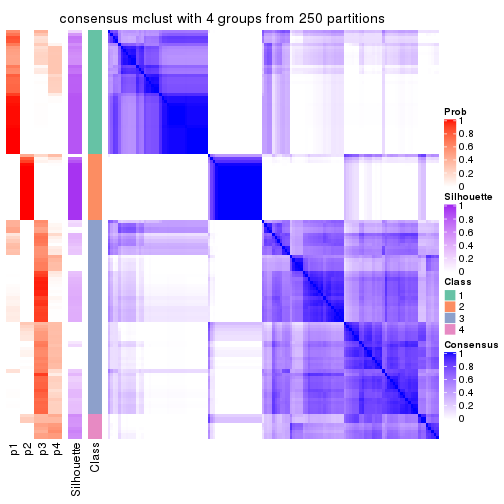 consensus mclust with 4 groups from 250 partitions
Prob
1
0.8
0.6
0.4
0.2
0
Silhouette
1
0.8
0.6
0.4
0.2
0
Class
1
2
3
4
Consensus
1
0.8
0.6
0.4
0.2
0
p1
p2
p3
p4
Silhouette
Class